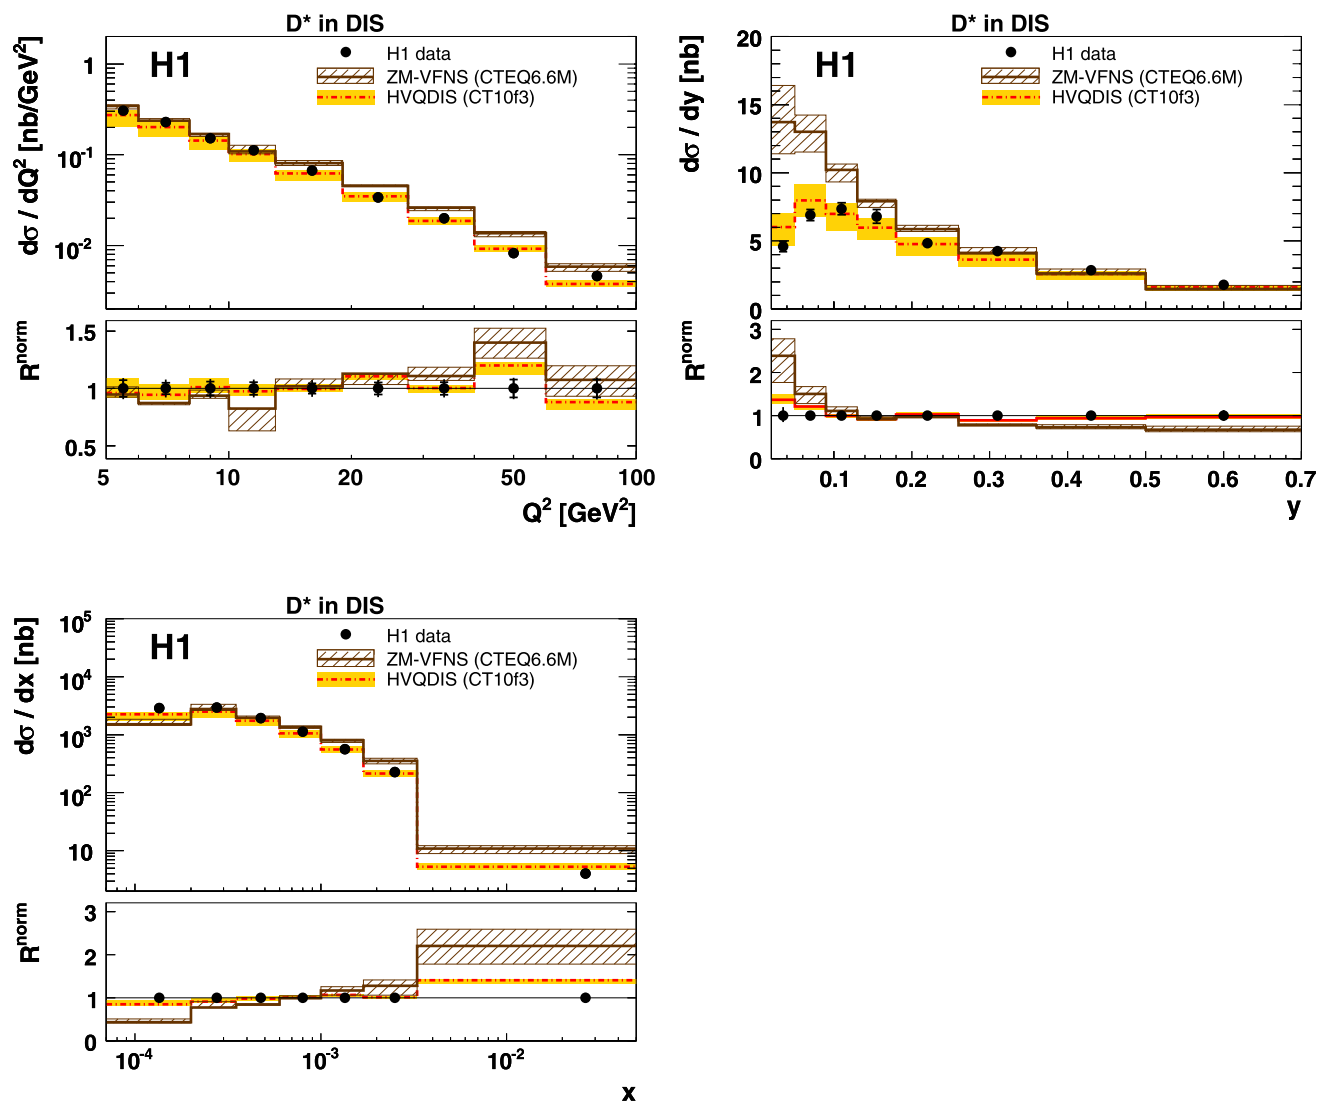 D* in DIS
H1
H1 data
ZM-VFNS (CTEQ6.6M)
HVQDIS (CT10f3)
dσ / dQ² [nb/GeV²]
1
10⁻¹
10⁻²
R^norm
1.5
1
0.5
5 10 20 50 100
Q² [GeV²]
D* in DIS
H1
H1 data
ZM-VFNS (CTEQ6.6M)
HVQDIS (CT10f3)
dσ / dy [nb]
20
15
10
5
0
R^norm
3
2
1
0
0.1 0.2 0.3 0.4 0.5 0.6 0.7
y
D* in DIS
H1
H1 data
ZM-VFNS (CTEQ6.6M)
HVQDIS (CT10f3)
dσ / dx [nb]
10⁵
10⁴
10³
10²
10
R^norm
3
2
1
0
10⁻⁴ 10⁻³ 10⁻²
x